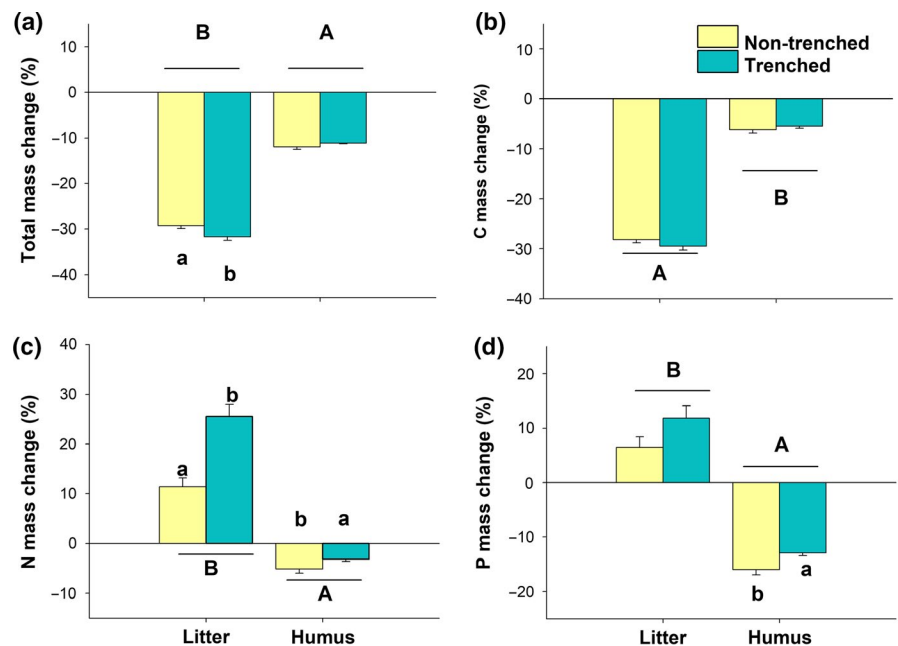 (a)
B
A
10
0
–10
–20
–30
–40
Total mass change (%)
a
b
(b)
Non-trenched
Trenched
10
0
–10
–20
–30
–40
C mass change (%)
A
B
(c)
40
30
20
10
0
–10
N mass change (%)
a
b
b
a
B
A
Litter
Humus
(d)
20
10
0
–10
–20
P mass change (%)
B
A
b
a
Litter
Humus